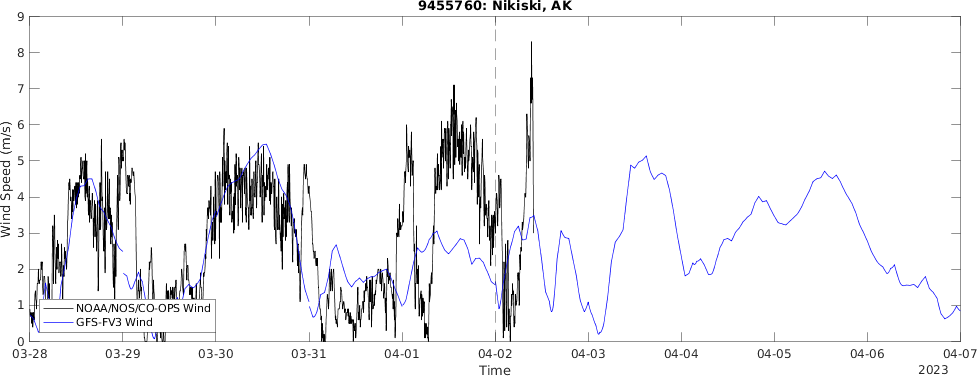 9455760: Nikiski, AK
Wind Speed (m/s)
9
8
7
6
5
4
3
2
1
0
NOAA/NOS/CO-OPS Wind
GFS-FV3 Wind
03-28 03-29 03-30 03-31 04-01 04-02 04-03 04-04 04-05 04-06 04-07
Time
2023